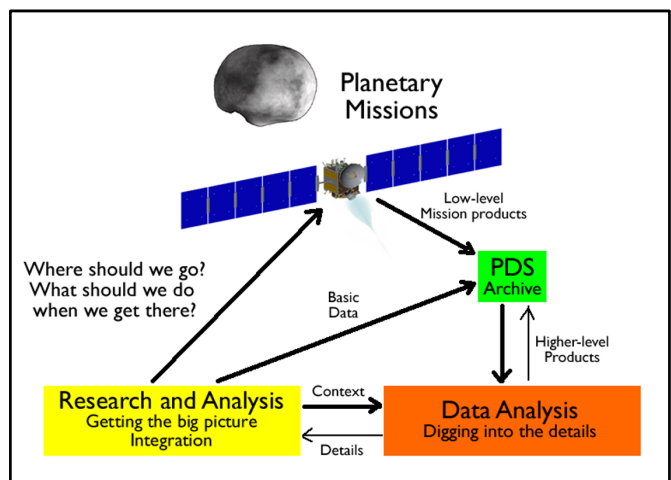 Planetary
Missions
Low-level
Mission products
Where should we go?
What should we do
when we get there?
PDS
Archive
Basic
Data
Higher-level
Products
Research and Analysis
Getting the big picture
Integration
Context
Details
Data Analysis
Digging into the details